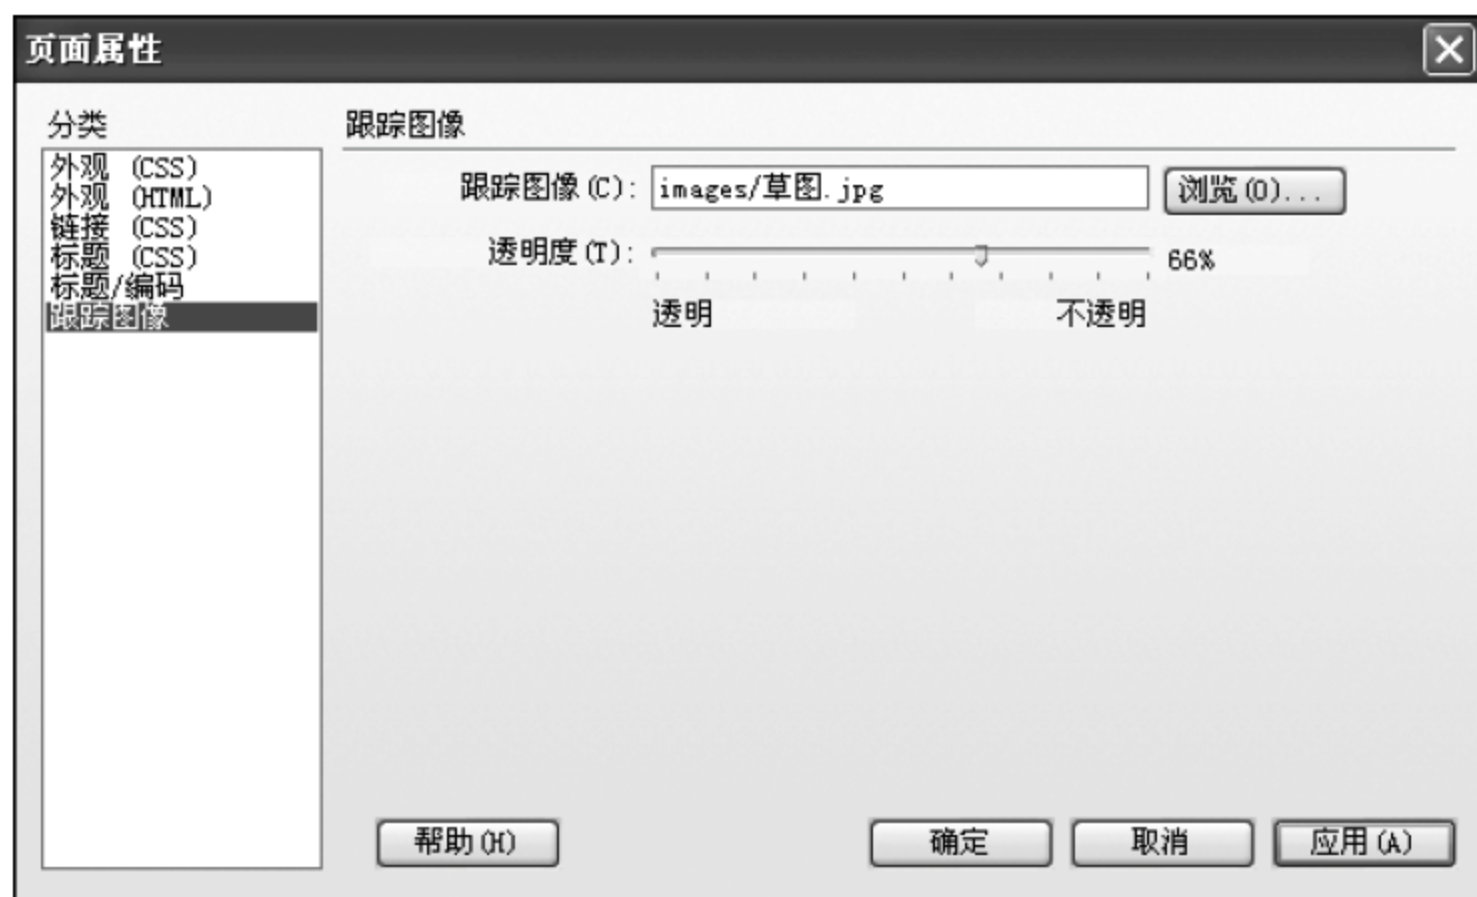 页面属性
分类
外观 (CSS)
外观 (HTML)
链接 (CSS)
标题 (CSS)
标题/编码
跟踪图像
跟踪图像
跟踪图像(C): images/草图.jpg 浏览(O)...
透明度(T): 66%
透明 不透明
帮助(H) 确定 取消 应用(A)